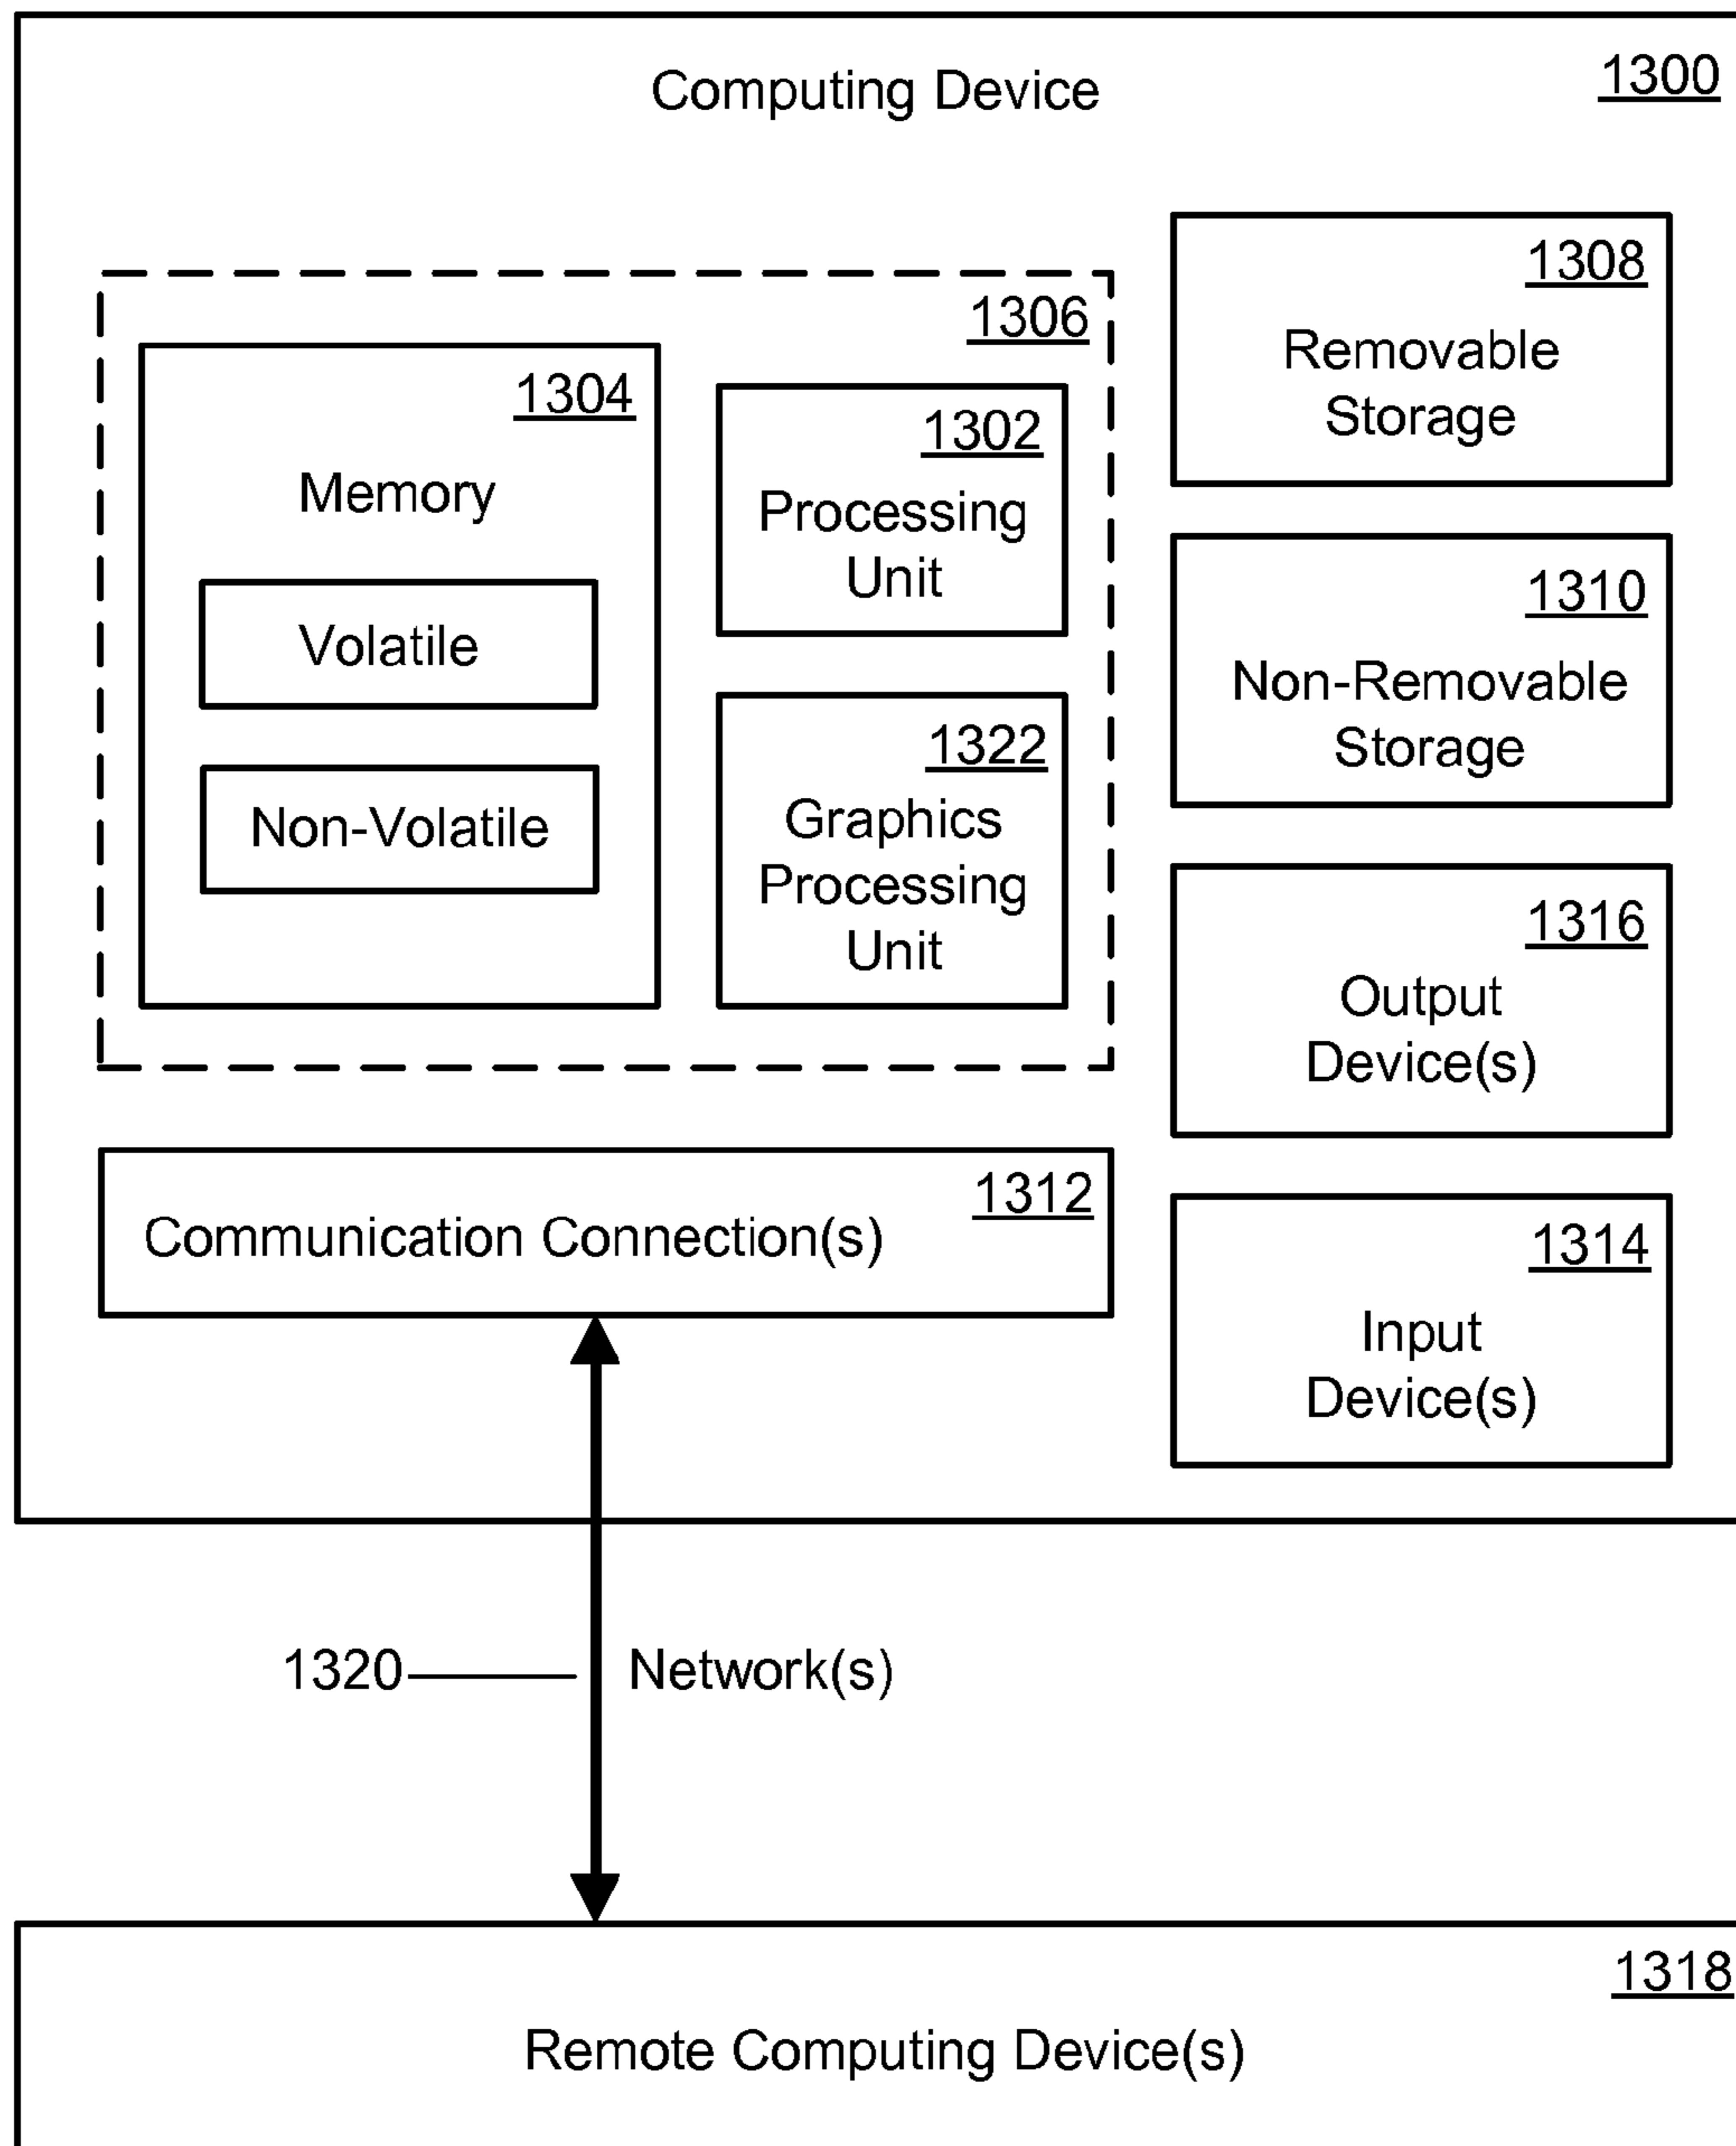 Computing Device
1300
1306
1304
Memory
Volatile
Non-Volatile
1302
Processing
Unit
1322
Graphics
Processing
Unit
1308
Removable
Storage
1310
Non-Removable
Storage
1316
Output
Device(s)
1312
Communication Connection(s)
1314
Input
Device(s)
1320
Network(s)
1318
Remote Computing Device(s)